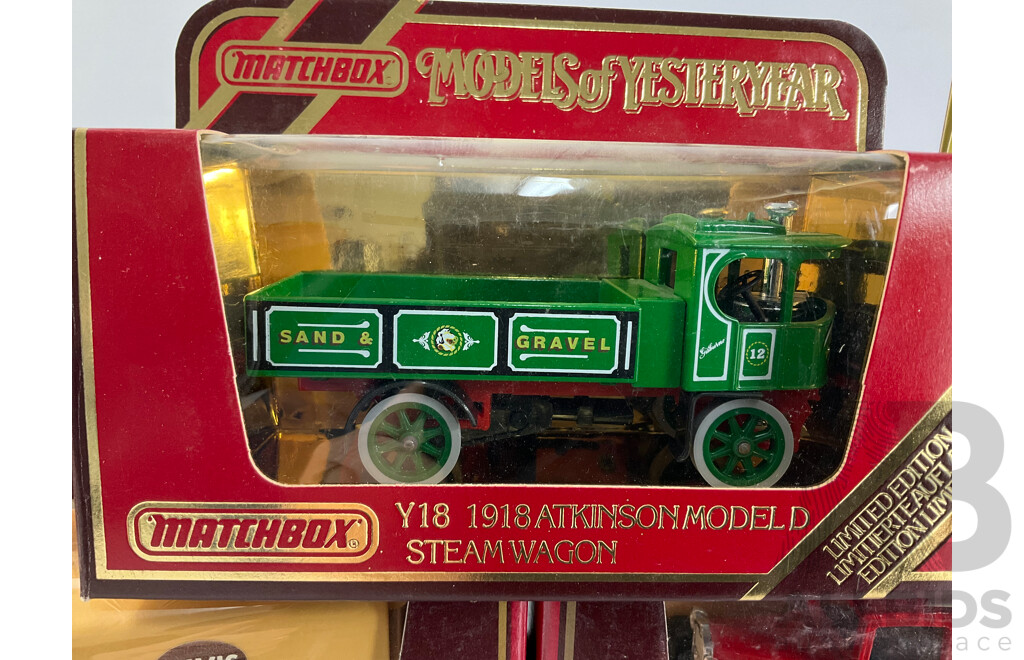 MATCHBOX
MODELS of YESTERYEAR
SAND &
GRAVEL
12
MATCHBOX
Y18 1918 ATKINSON MODEL D
STEAM WAGON
LIMITED EDITION